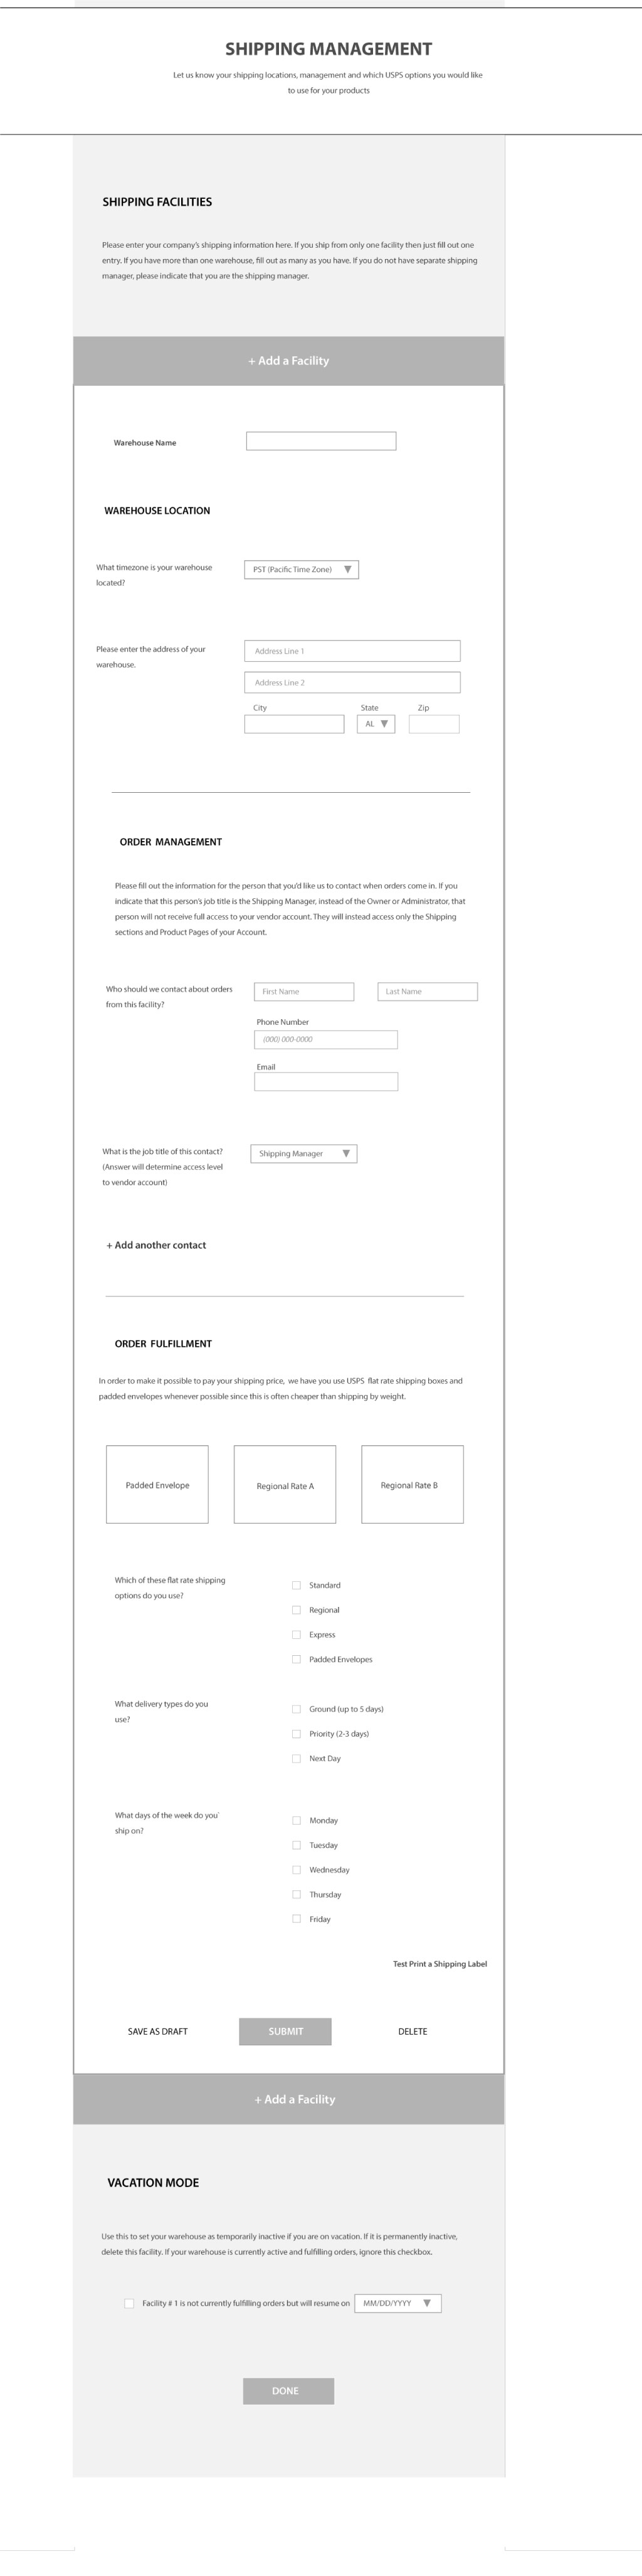 SHIPPING MANAGEMENT
Let us know your shipping locations, management and which USPS options you would like
to use for your products
SHIPPING FACILITIES
Please enter your company's shipping information here. If you ship from only one facility then just fill out one
entry. If you have more than one warehouse, fill out as many as you have. If you do not have separate shipping
manager, please indicate that you are the shipping manager.
+ Add a Facility
Warehouse Name
WAREHOUSE LOCATION
What timezone is your warehouse
located?
PST (Pacific Time Zone)
Please enter the address of your
warehouse.
Address Line 1
Address Line 2
City State Zip
AL
ORDER MANAGEMENT
Please fill out the information for the person that you'd like us to contact when orders come in. If you
indicate that this person's job title is the Shipping Manager, instead of the Owner or Administrator, that
person will not receive full access to your vendor account. They will instead access only the Shipping
sections and Product Pages of your Account.
Who should we contact about orders
from this facility?
First Name Last Name
Phone Number
(000) 000-0000
Email
What is the job title of this contact?
(Answer will determine access level
to vendor account)
Shipping Manager
+ Add another contact
ORDER FULFILLMENT
In order to make it possible to pay your shipping price, we have you use USPS flat rate shipping boxes and
padded envelopes whenever possible since this is often cheaper than shipping by weight.
Padded Envelope Regional Rate A Regional Rate B
Which of these flat rate shipping
options do you use?
Standard
Regional
Express
Padded Envelopes
What delivery types do you
use?
Ground (up to 5 days)
Priority (2-3 days)
Next Day
What days of the week do you'
ship on?
Monday
Tuesday
Wednesday
Thursday
Friday
Test Print a Shipping Label
SAVE AS DRAFT SUBMIT DELETE
+ Add a Facility
VACATION MODE
Use this to set your warehouse as temporarily inactive if you are on vacation. If it is permanently inactive,
delete this facility. If your warehouse is currently active and fulfilling orders, ignore this checkbox.
Facility # 1 is not currently fulfilling orders but will resume on MM/DD/YYYY
DONE